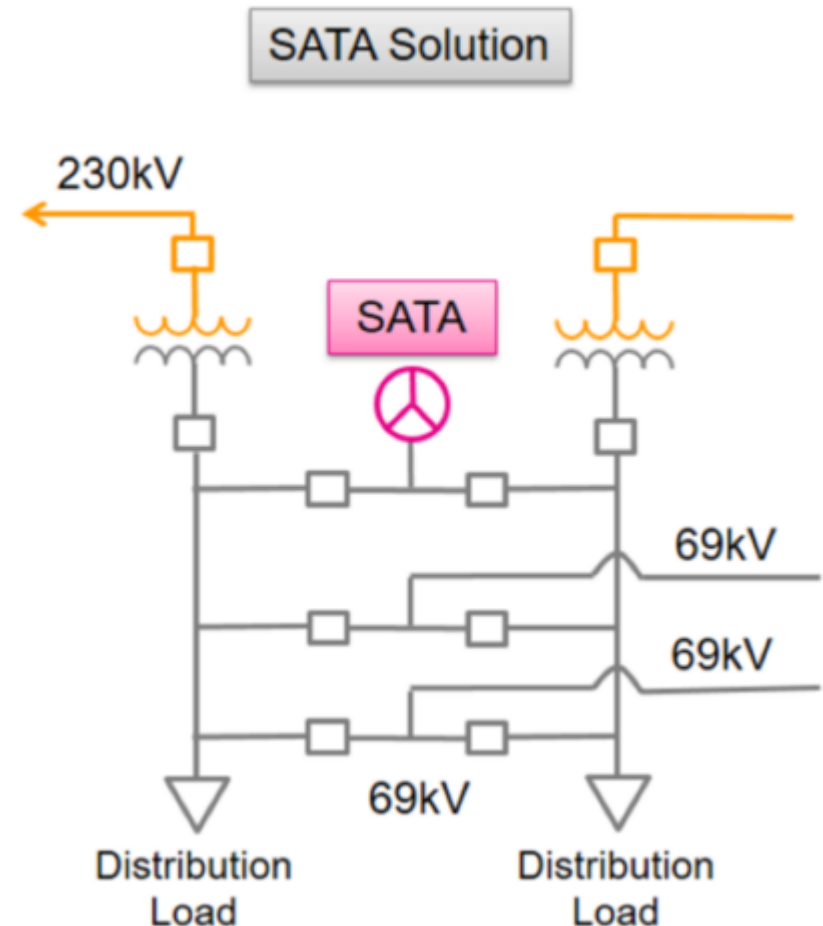 SATA Solution
230kV
SATA
69kV
69kV
69kV
Distribution
Load
Distribution
Load